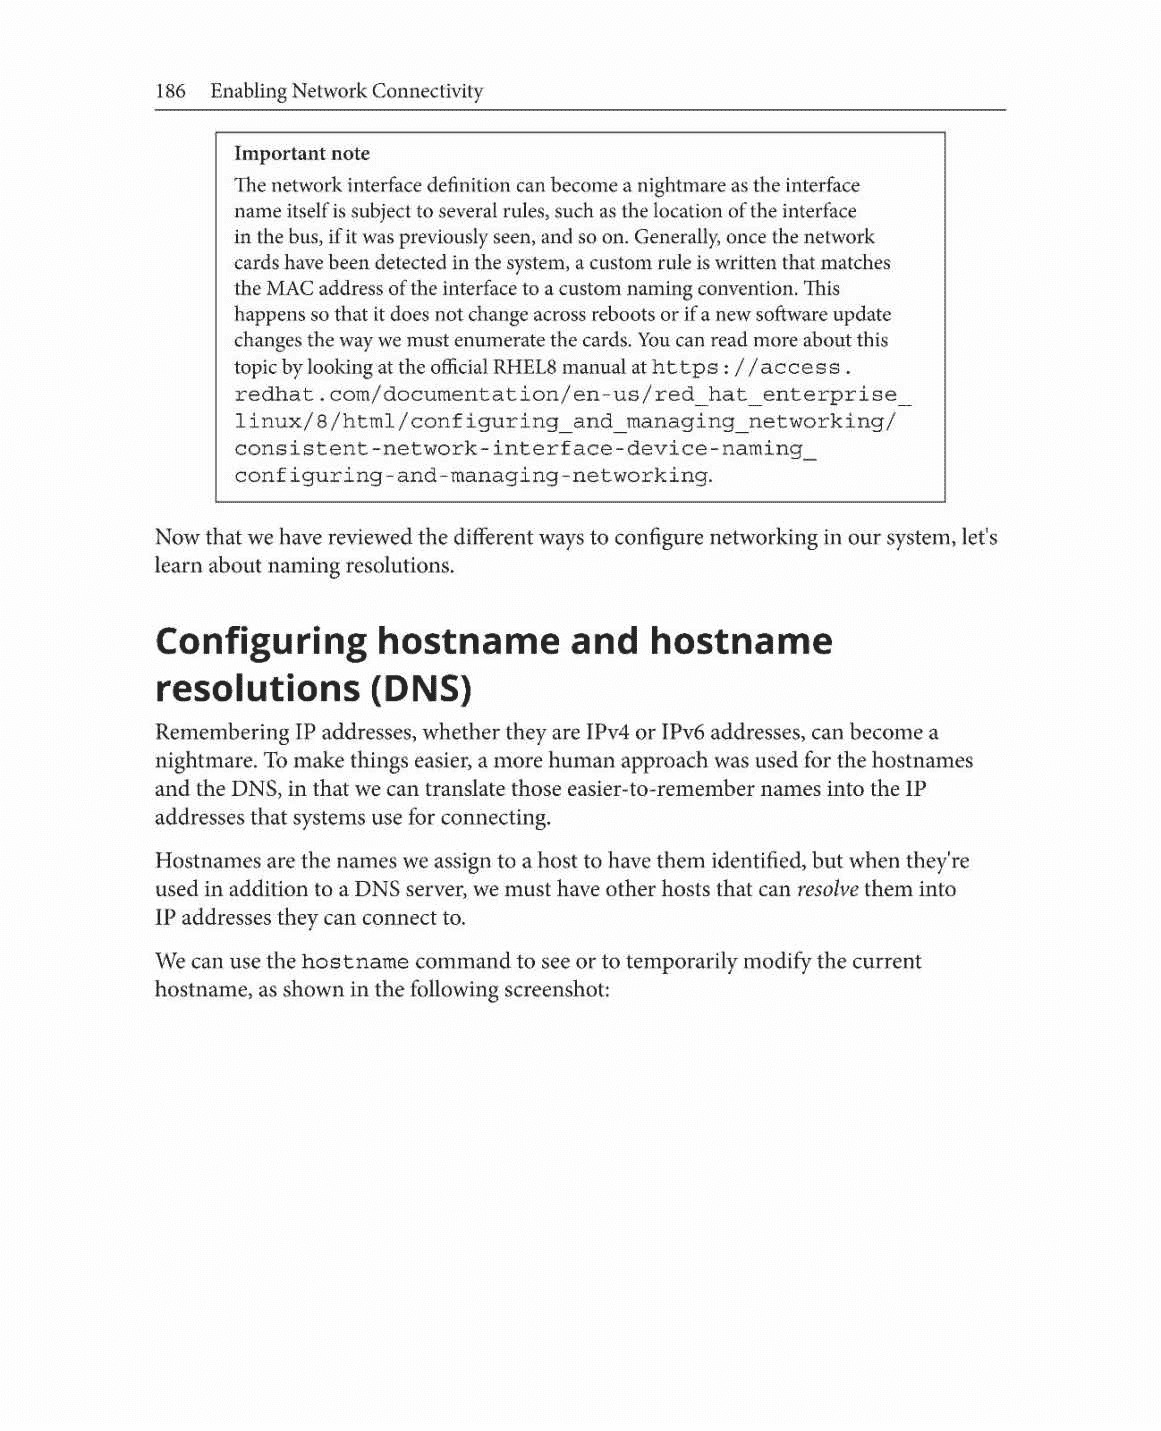 186 Enabling Network Connectivity
Important note
The network interface definition can become a nightmare as the interface
name itself is subject to several rules, such as the location of the interface
in the bus, if it was previously seen, and so on. Generally, once the network
cards have been detected in the system, a custom rule is written that matches
the MAC address of the interface to a custom naming convention. This
happens so that it does not change across reboots or if a new software update
changes the way we must enumerate the cards. You can read more about this
topic by looking at the official RHEL8 manual at https://access.
redhat.com/documentation/en-us/red_hat_enterprise_
linux/8/html/configuring_and_managing_networking/
consistent-network-interface-device-naming_
configuring-and-managing-networking.
Now that we have reviewed the different ways to configure networking in our system, let's
learn about naming resolutions.
Configuring hostname and hostname
resolutions (DNS)
Remembering IP addresses, whether they are IPv4 or IPv6 addresses, can become a
nightmare. To make things easier, a more human approach was used for the hostnames
and the DNS, in that we can translate those easier-to-remember names into the IP
addresses that systems use for connecting.
Hostnames are the names we assign to a host to have them identified, but when they're
used in addition to a DNS server, we must have other hosts that can resolve them into
IP addresses they can connect to.
We can use the hostname command to see or to temporarily modify the current
hostname, as shown in the following screenshot: